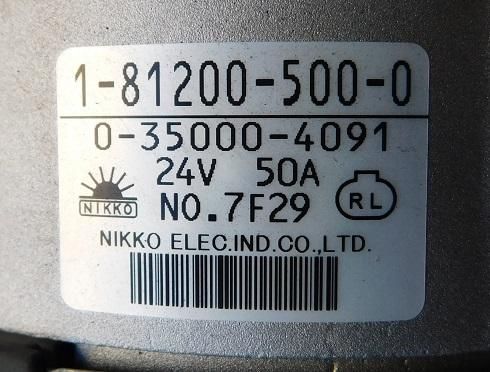 1-81200-500-0
0-35000-4091
24V 50A
NIKKO
NO.7F29
RL
NIKKO ELEC.IND.CO.,LTD.